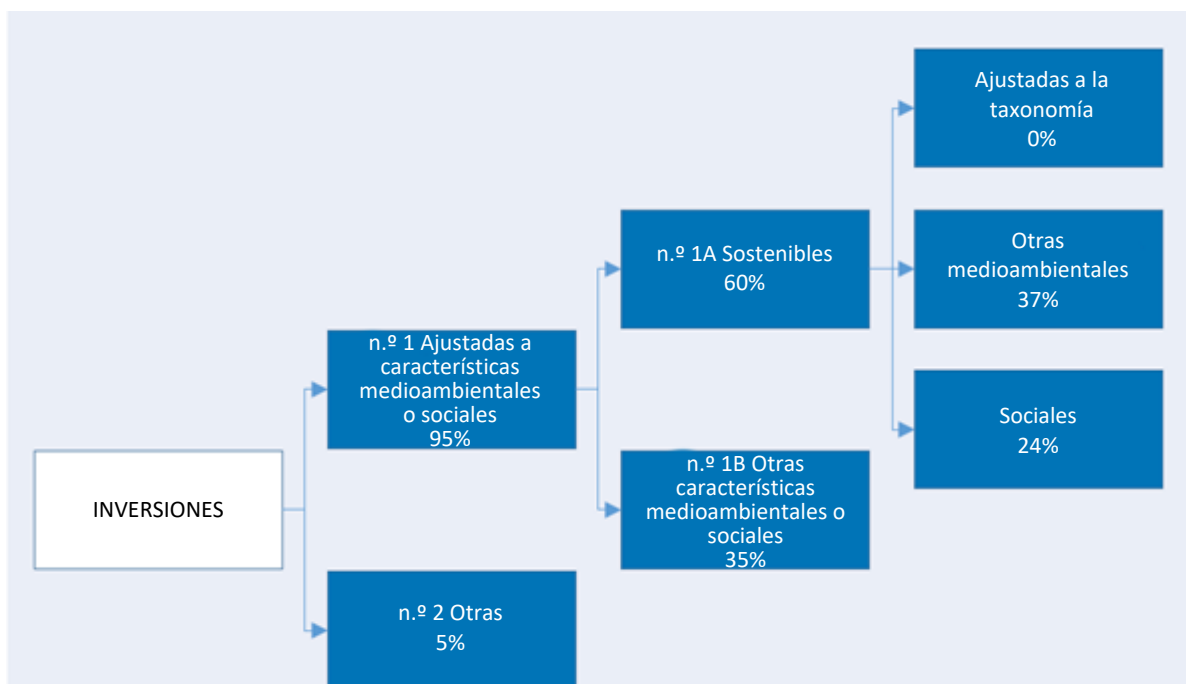 INVERSIONES
n.º 1 Ajustadas a
características
medioambientales
o sociales
95%
n.º 2 Otras
5%
n.º 1A Sostenibles
60%
n.º 1B Otras
características
medioambientales o
sociales
35%
Ajustadas a la
taxonomía
0%
Otras
medioambientales
37%
Sociales
24%